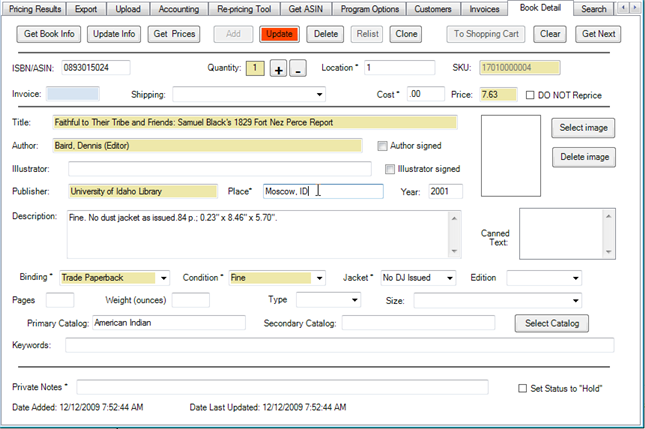 Pricing Results Export Upload Accounting Re-pricing Tool Get ASIN Program Options Customers Invoices Book Detail Search
Get Book Info Update Info Get Prices Add Update Delete Relist Clone To Shopping Cart Clear Get Next
ISBN/ASIN: 0893015024 Quantity: 1 + - Location * 1 SKU: 17010000004
Invoice: Shipping: Cost * .00 Price: 7.63 DO NOT Reprice
Title: Faithful to Their Tribe and Friends: Samuel Black's 1829 Fort Nez Perce Report Select image
Author: Baird, Dennis (Editor) Author signed
Delete image
Illustrator: Illustrator signed
Publisher: University of Idaho Library Place* Moscow, ID Year: 2001
Description: Fine. No dust jacket as issued.84 p.; 0.23" x 8.46" x 5.70". Canned
Text:
Binding * Trade Paperback Condition * Fine Jacket * No DJ Issued Edition
Pages Weight (ounces) Type Size:
Primary Catalog: American Indian Secondary Catalog: Select Catalog
Keywords:
Private Notes * Set Status to "Hold"
Date Added: 12/12/2009 7:52:44 AM Date Last Updated: 12/12/2009 7:52:44 AM